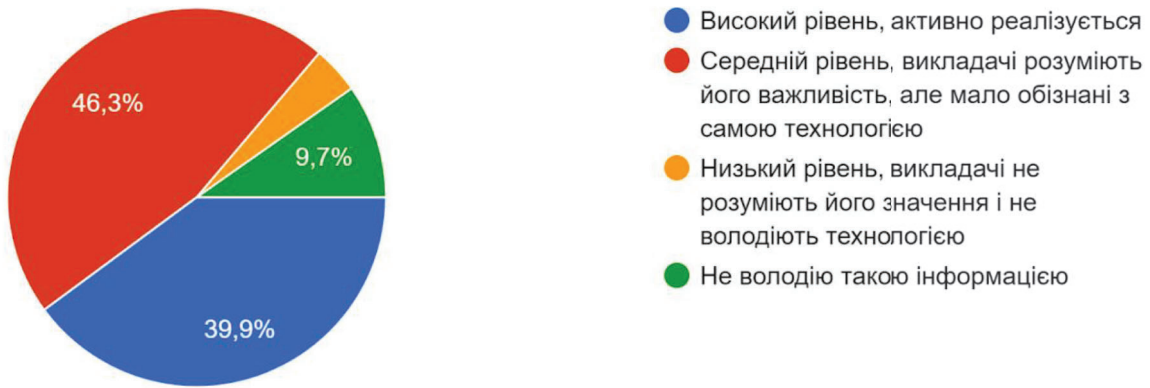 46,3%
9,7%
39,9%
Високий рівень, активно реалізується
Середній рівень, викладачі розуміють
його важливість, але мало обізнані з
самою технологією
Низький рівень, викладачі не
розуміють його значення і не
володіють технологією
Не володію такою інформацією